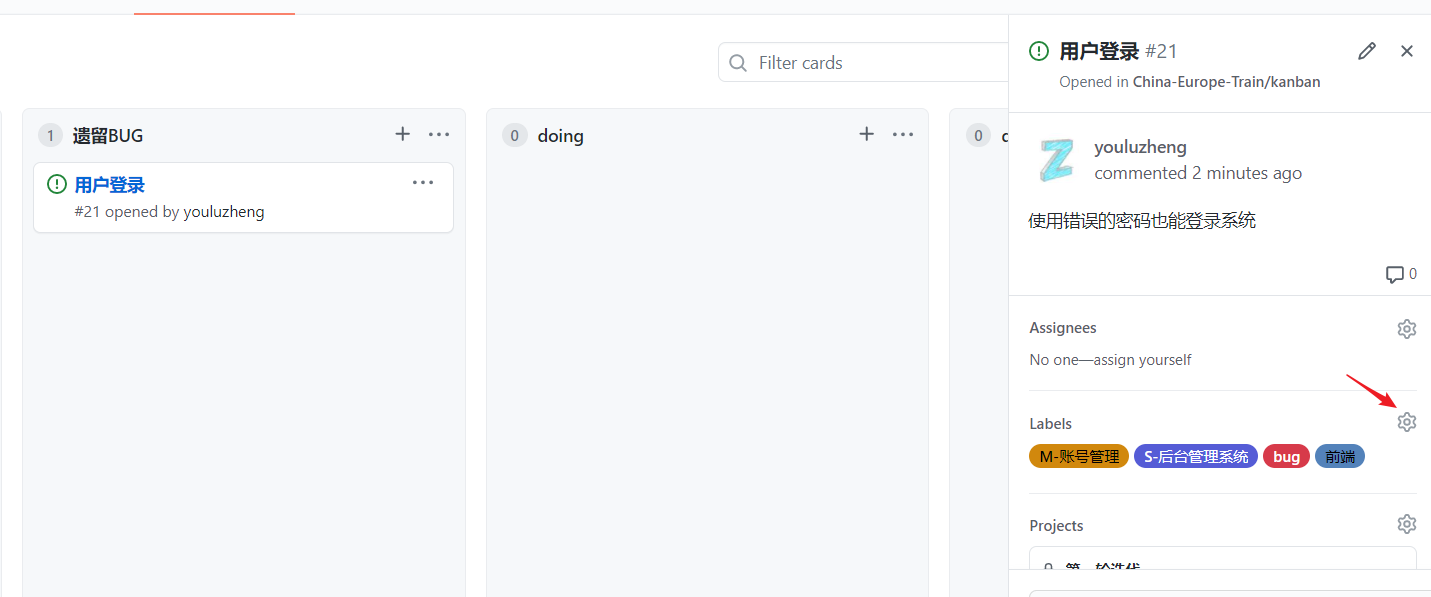 Filter cards
1 遗留BUG
用户登录
#21 opened by youluzheng
0 doing
0
用户登录 #21
Opened in China-Europe-Train/kanban
youluzheng
commented 2 minutes ago
使用错误的密码也能登录系统
0
Assignees
No one—assign yourself
Labels
M-账号管理 S-后台管理系统 bug 前端
Projects